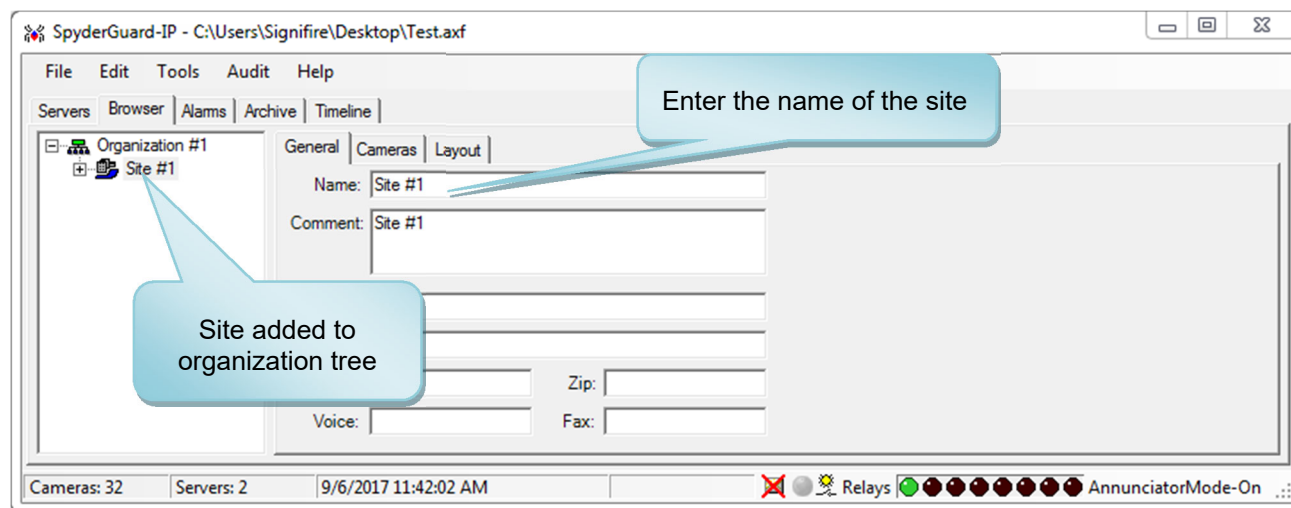 SpyderGuard-IP - C:\Users\Signifire\Desktop\Test.axf
File Edit Tools Audit Help
Servers Browser Alarms Archive Timeline
Enter the name of the site
Organization #1
Site #1
General Cameras Layout
Name: Site #1
Comment: Site #1
Site added to
organization tree
Zip:
Voice: Fax:
Cameras: 32 Servers: 2 9/6/2017 11:42:02 AM Relays AnnunciatorMode-On